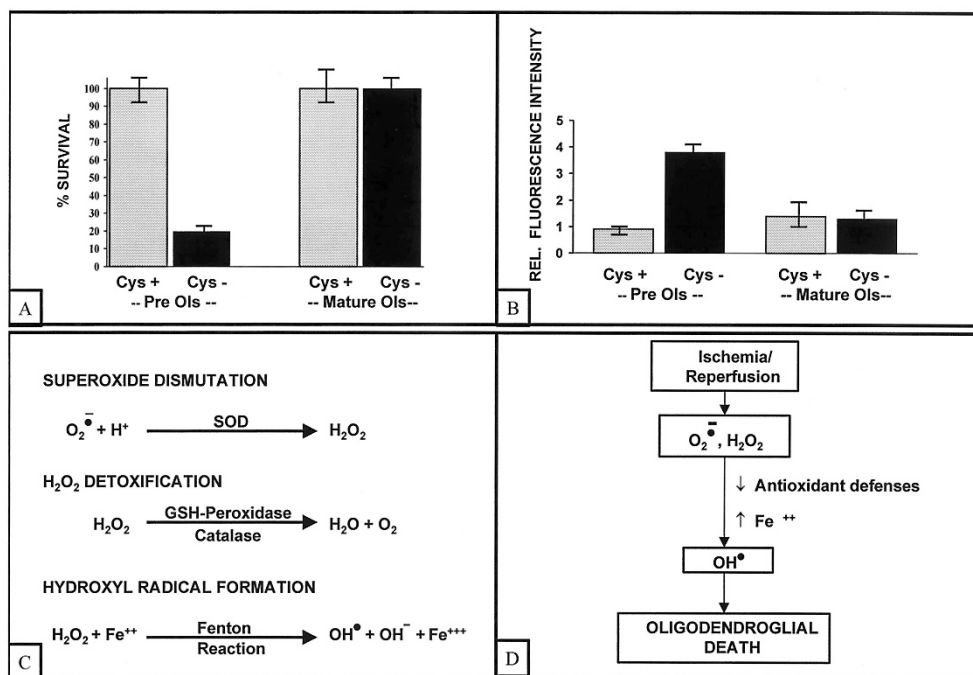 % SURVIVAL
100
90
80
70
60
50
40
30
20
10
0
Cys + Cys - Cys + Cys -
-- Pre Ols -- -- Mature Ols--
A
REL. FLUORESCENCE INTENSITY
5
4
3
2
1
0
Cys + Cys - Cys + Cys -
-- Pre Ols -- -- Mature Ols--
B
SUPEROXIDE DISMUTATION
O₂•̄ + H⁺ SOD H₂O₂
H₂O₂ DETOXIFICATION
H₂O₂ GSH-Peroxidase H₂O + O₂
Catalase
HYDROXYL RADICAL FORMATION
H₂O₂ + Fe⁺⁺ Fenton OH• + OH⁻ + Fe⁺⁺⁺
Reaction
C
Ischemia/
Reperfusion
O₂•̄ , H₂O₂
↓ Antioxidant defenses
↑ Fe ⁺⁺
OH•
OLIGODENDROGLIAL
DEATH
D